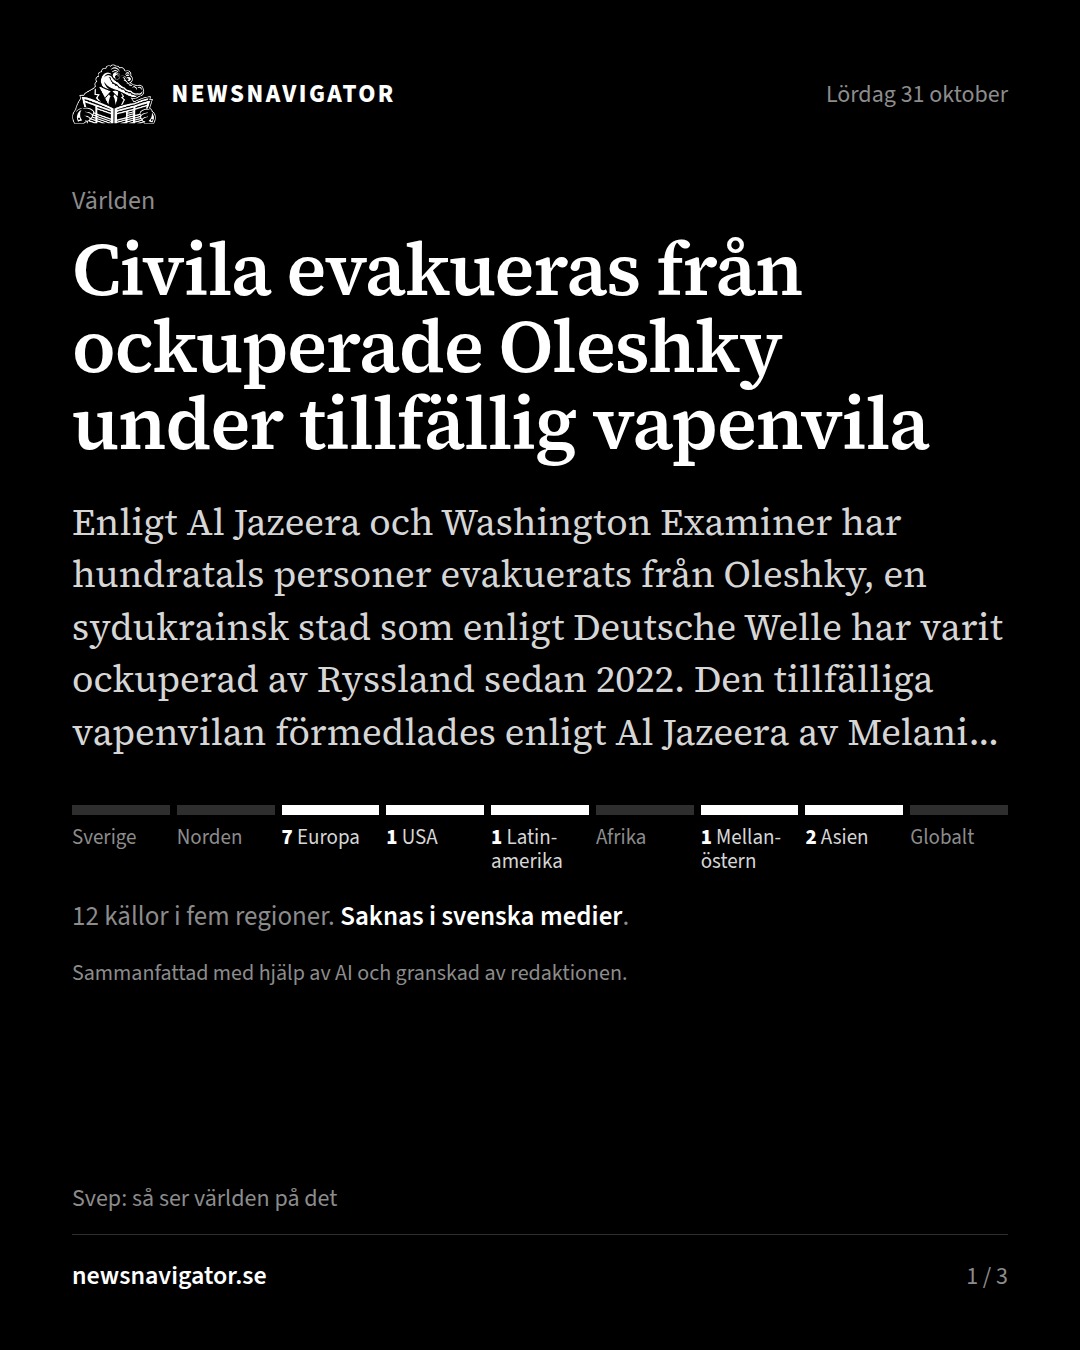 NEWSNAVIGATOR
Lördag 31 oktober
Världen
Civila evakueras från
ockuperade Oleshky
under tillfällig vapenvila
Enligt Al Jazeera och Washington Examiner har
hundratals personer evakuerats från Oleshky, en
sydukrainsk stad som enligt Deutsche Welle har varit
ockuperad av Ryssland sedan 2022. Den tillfälliga
vapenvilan förmedlades enligt Al Jazeera av Melani...
Sverige
Norden
7 Europa
1 USA
1 Latin-
amerika
Afrika
1 Mellan-
östern
2 Asien
Globalt
12 källor i fem regioner. Saknas i svenska medier.
Sammanfattad med hjälp av AI och granskad av redaktionen.
Svep: så ser världen på det
newsnavigator.se
1 / 3